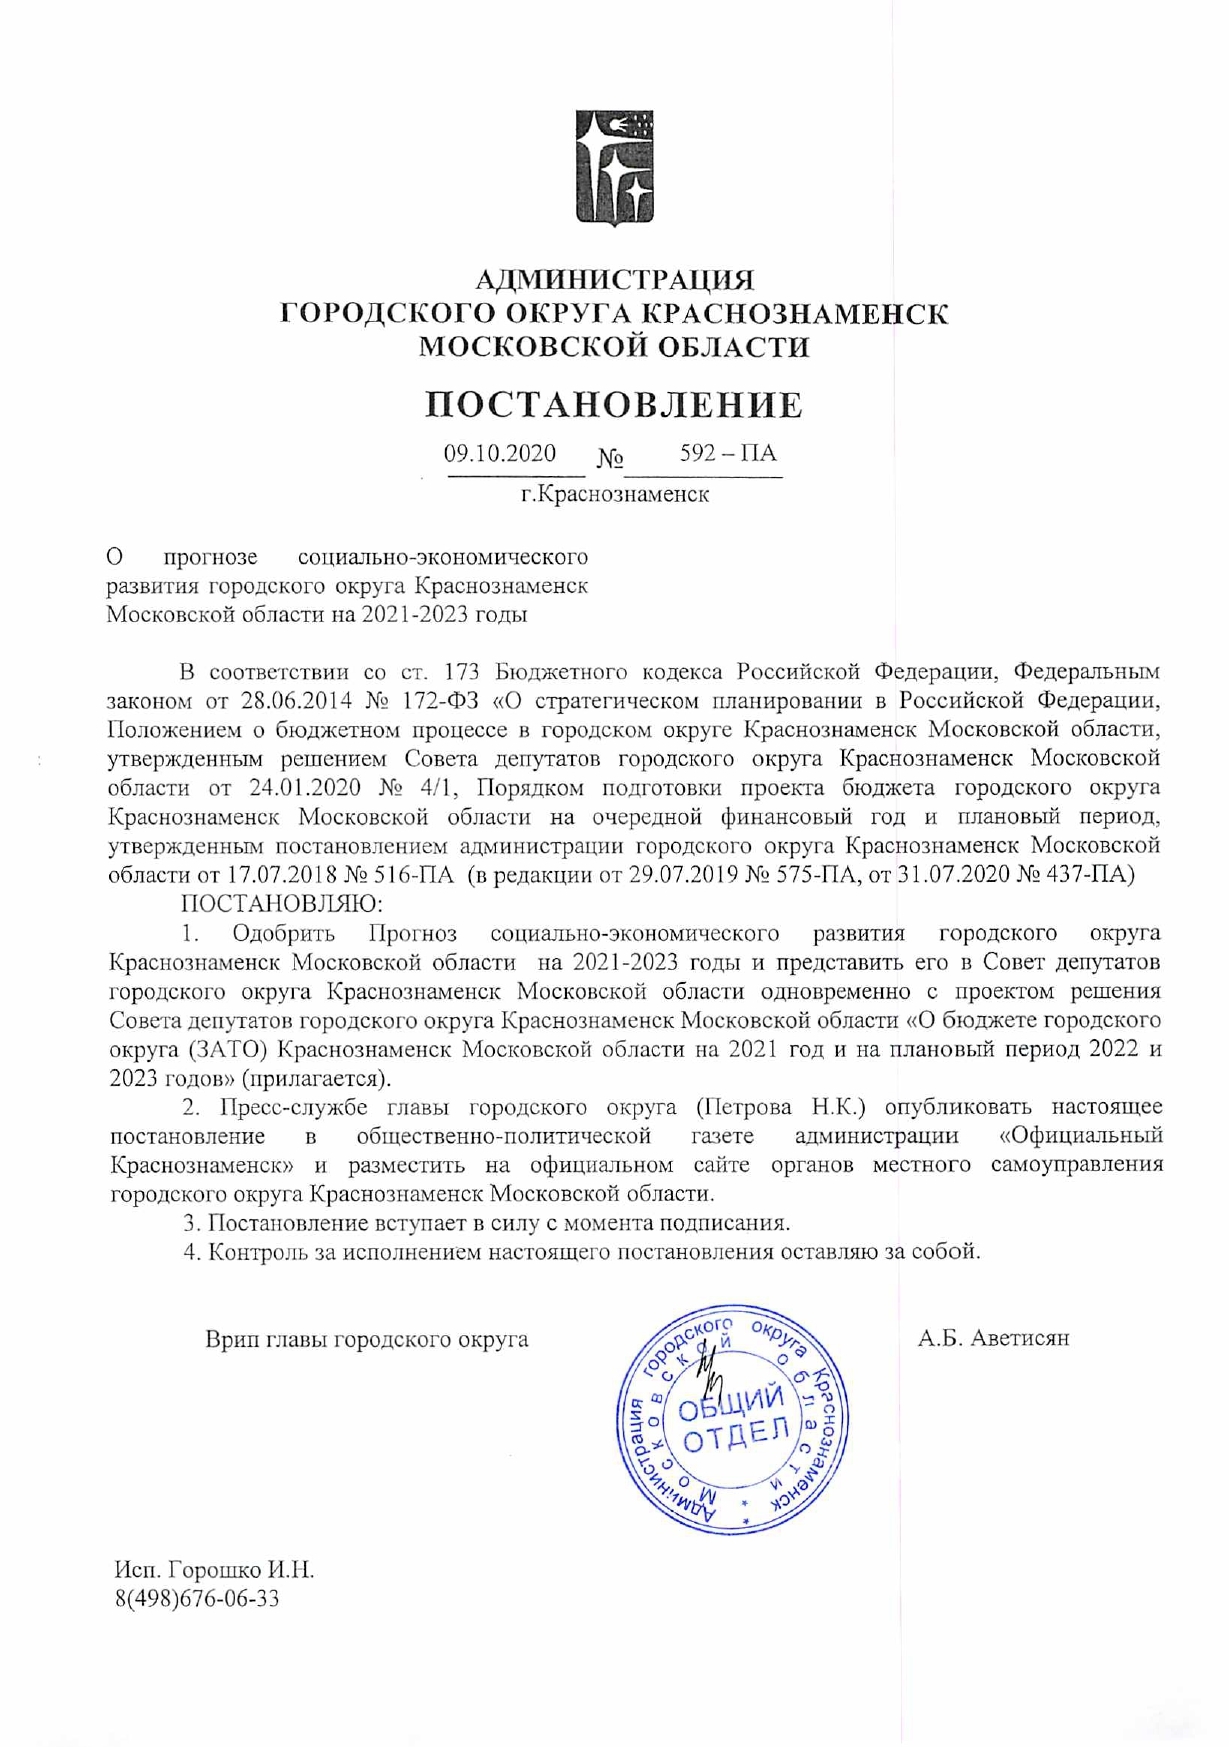 АДМИНИСТРАЦИЯ
ГОРОДСКОГО ОКРУГА КРАСНОЗНАМЕНСК
МОСКОВСКОЙ ОБЛАСТИ
ПОСТАНОВЛЕНИЕ
09.10.2020 № 592 – ПА
г.Краснознаменск
О прогнозе социально-экономического
развития городского округа Краснознаменск
Московской области на 2021-2023 годы
В соответствии со ст. 173 Бюджетного кодекса Российской Федерации, Федеральным
законом от 28.06.2014 № 172-ФЗ «О стратегическом планировании в Российской Федерации,
Положением о бюджетном процессе в городском округе Краснознаменск Московской области,
утвержденным решением Совета депутатов городского округа Краснознаменск Московской
области от 24.01.2020 № 4/1, Порядком подготовки проекта бюджета городского округа
Краснознаменск Московской области на очередной финансовый год и плановый период,
утвержденным постановлением администрации городского округа Краснознаменск Московской
области от 17.07.2018 № 516-ПА (в редакции от 29.07.2019 № 575-ПА, от 31.07.2020 № 437-ПА)
ПОСТАНОВЛЯЮ:
1. Одобрить Прогноз социально-экономического развития городского округа
Краснознаменск Московской области на 2021-2023 годы и представить его в Совет депутатов
городского округа Краснознаменск Московской области одновременно с проектом решения
Совета депутатов городского округа Краснознаменск Московской области «О бюджете городского
округа (ЗАТО) Краснознаменск Московской области на 2021 год и на плановый период 2022 и
2023 годов» (прилагается).
2. Пресс-службе главы городского округа (Петрова Н.К.) опубликовать настоящее
постановление в общественно-политической газете администрации «Официальный
Краснознаменск» и разместить на официальном сайте органов местного самоуправления
городского округа Краснознаменск Московской области.
3. Постановление вступает в силу с момента подписания.
4. Контроль за исполнением настоящего постановления оставляю за собой.
Врип главы городского округа А.Б. Аветисян
Администрация городского округа Краснознаменск *
Московской области *
ОБЩИЙ
ОТДЕЛ
Исп. Горошко И.Н.
8(498)676-06-33